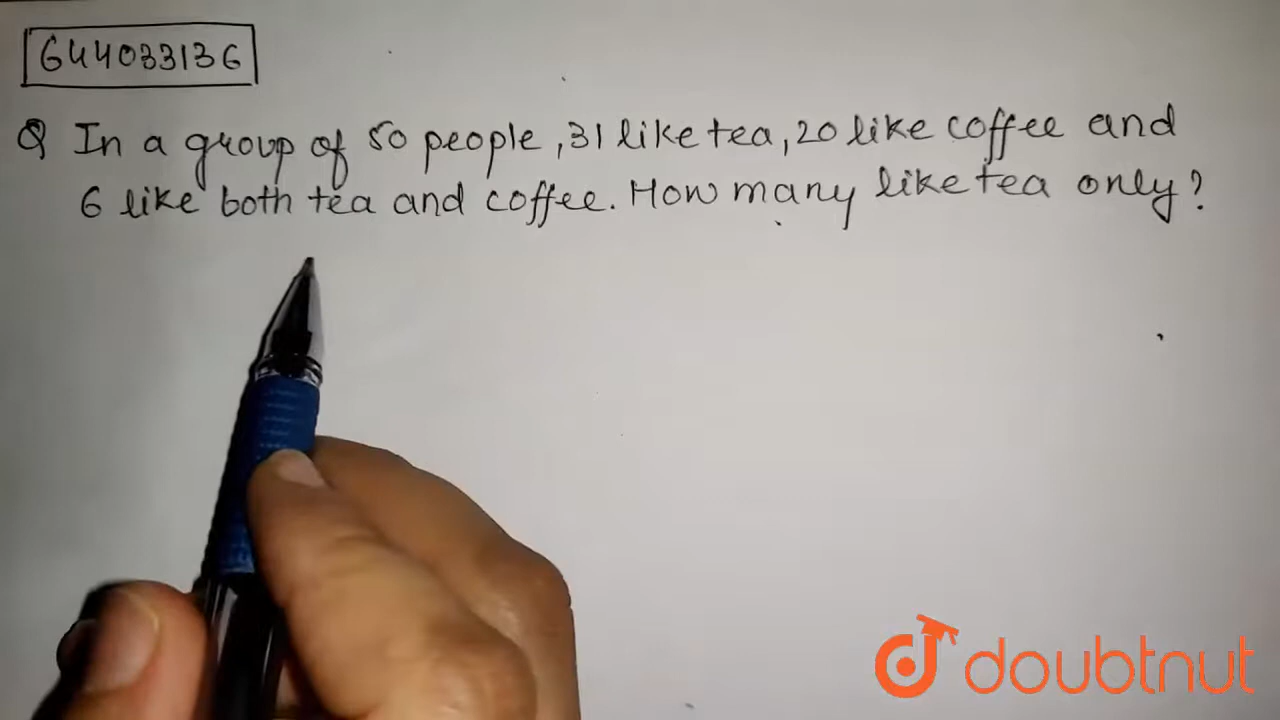 644033136
Q In a group of 50 people, 31 like tea, 20 like coffee and
6 like both tea and coffee. How many like tea only?
doubtnut